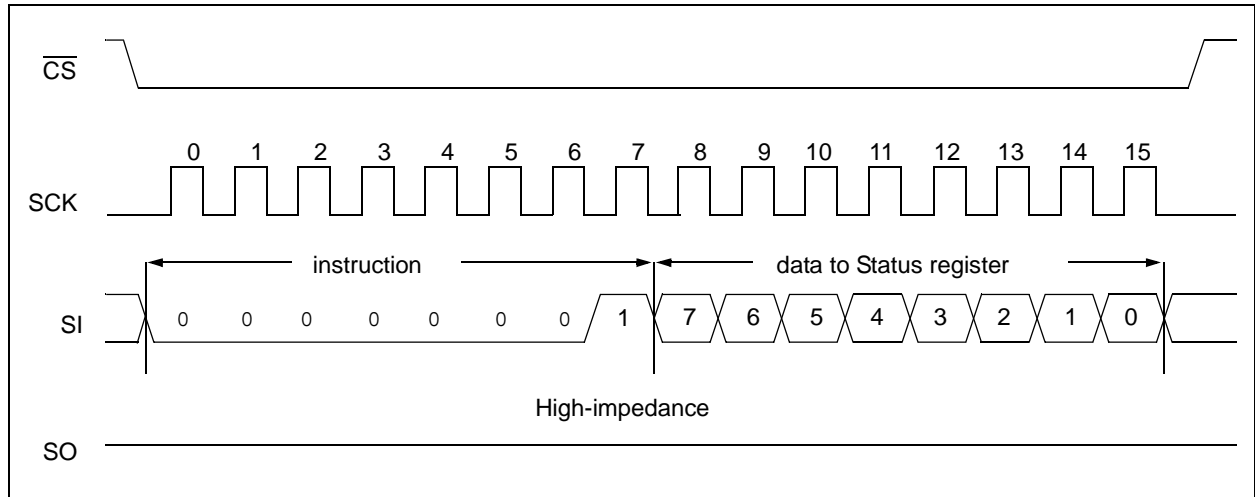 CS
0 1 2 3 4 5 6 7 8 9 10 11 12 13 14 15
SCK
instruction data to Status register
SI 0 0 0 0 0 0 0 1 7 6 5 4 3 2 1 0
High-impedance
SO